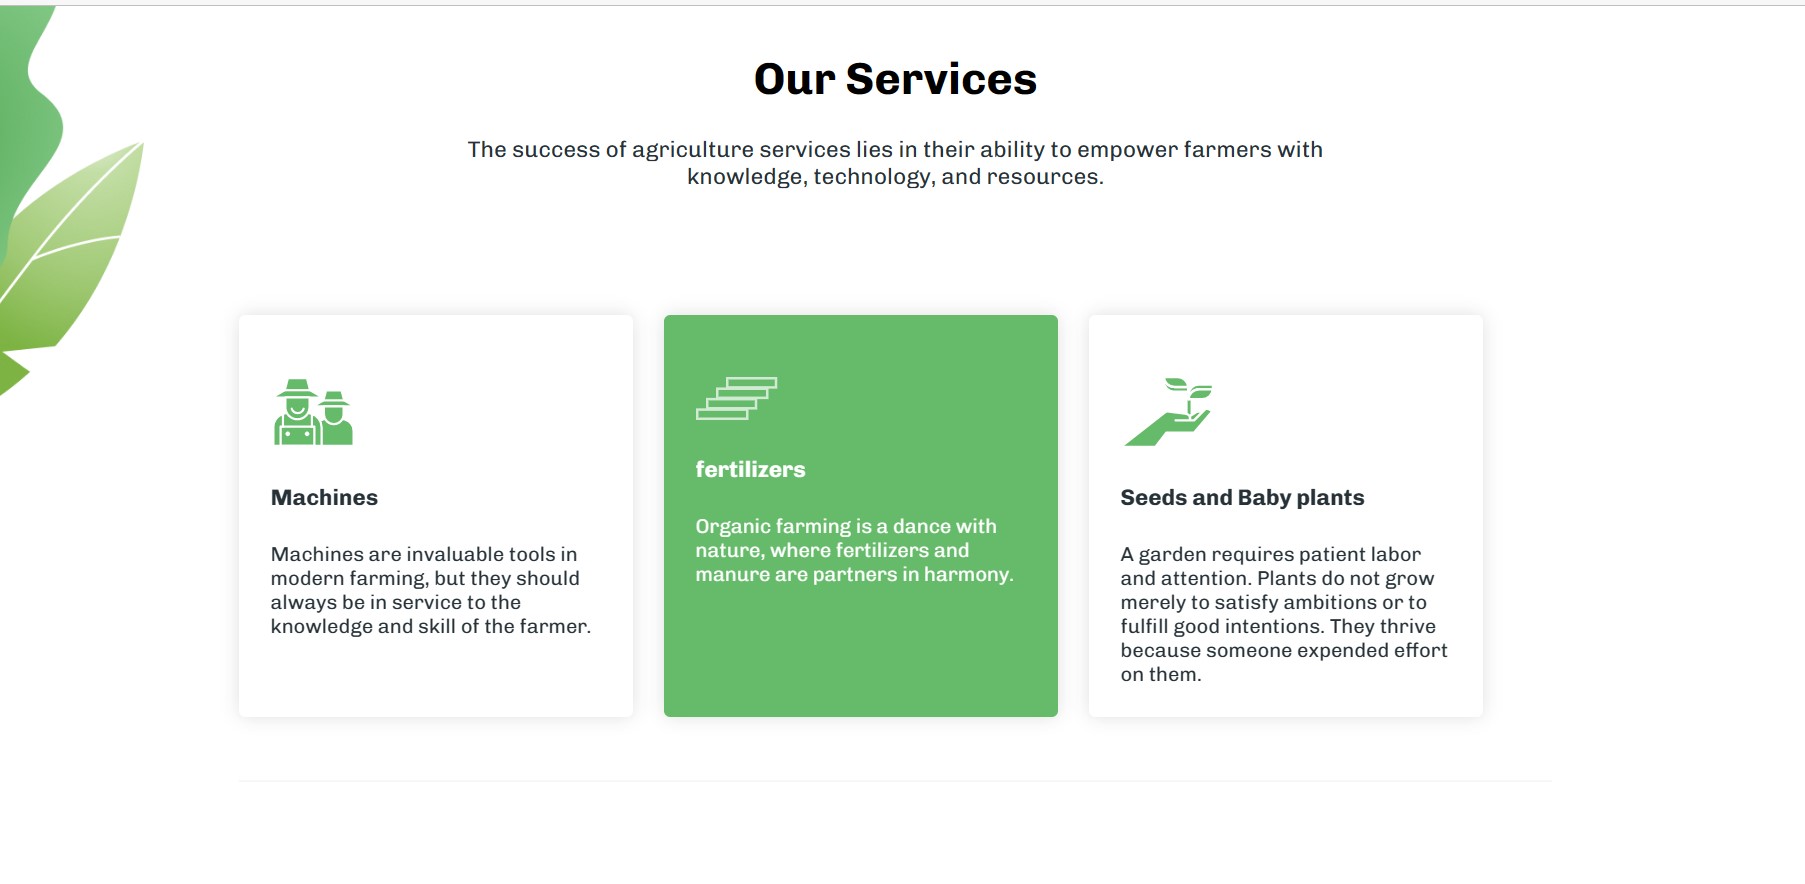 Our Services
The success of agriculture services lies in their ability to empower farmers with
knowledge, technology, and resources.
Machines
Machines are invaluable tools in
modern farming, but they should
always be in service to the
knowledge and skill of the farmer.
fertilizers
Organic farming is a dance with
nature, where fertilizers and
manure are partners in harmony.
Seeds and Baby plants
A garden requires patient labor
and attention. Plants do not grow
merely to satisfy ambitions or to
fulfill good intentions. They thrive
because someone expended effort
on them.